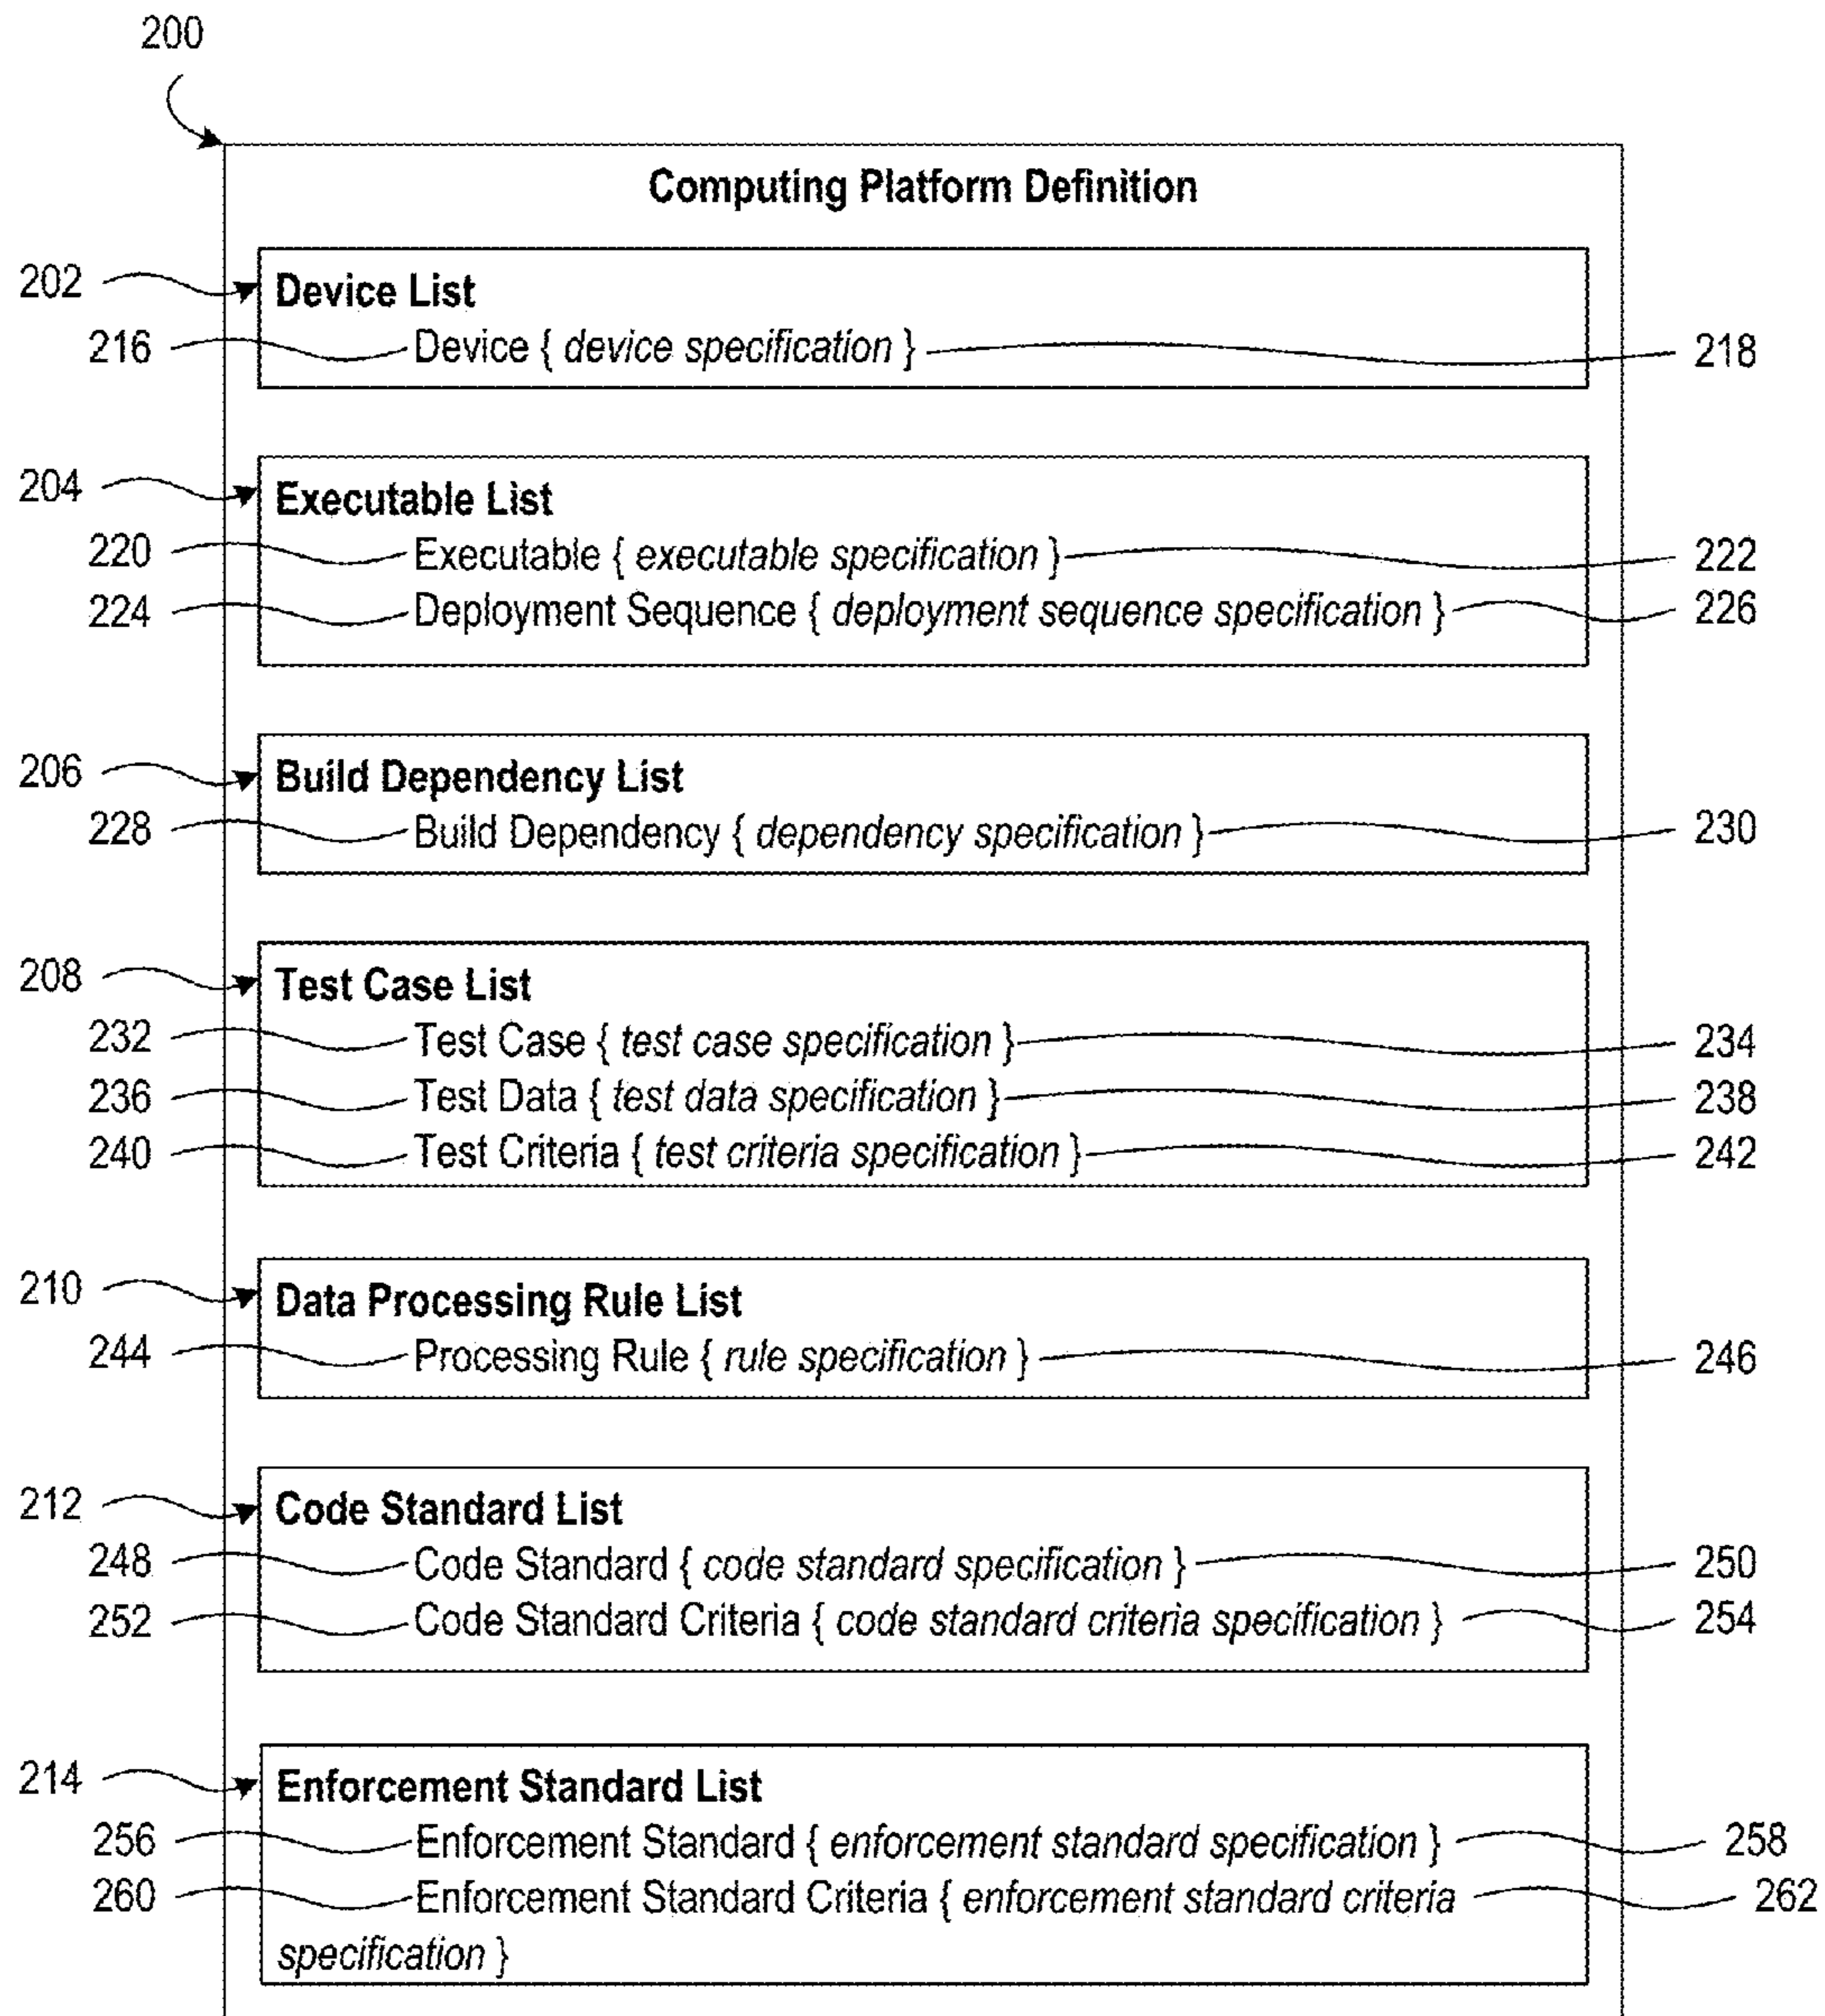 200
Computing Platform Definition
202 Device List
216 Device { device specification } 218
204 Executable List
220 Executable { executable specification } 222
224 Deployment Sequence { deployment sequence specification } 226
206 Build Dependency List
228 Build Dependency { dependency specification } 230
208 Test Case List
232 Test Case { test case specification } 234
236 Test Data { test data specification } 238
240 Test Criteria { test criteria specification } 242
210 Data Processing Rule List
244 Processing Rule { rule specification } 246
212 Code Standard List
248 Code Standard { code standard specification } 250
252 Code Standard Criteria { code standard criteria specification } 254
214 Enforcement Standard List
256 Enforcement Standard { enforcement standard specification } 258
260 Enforcement Standard Criteria { enforcement standard criteria 262
specification }